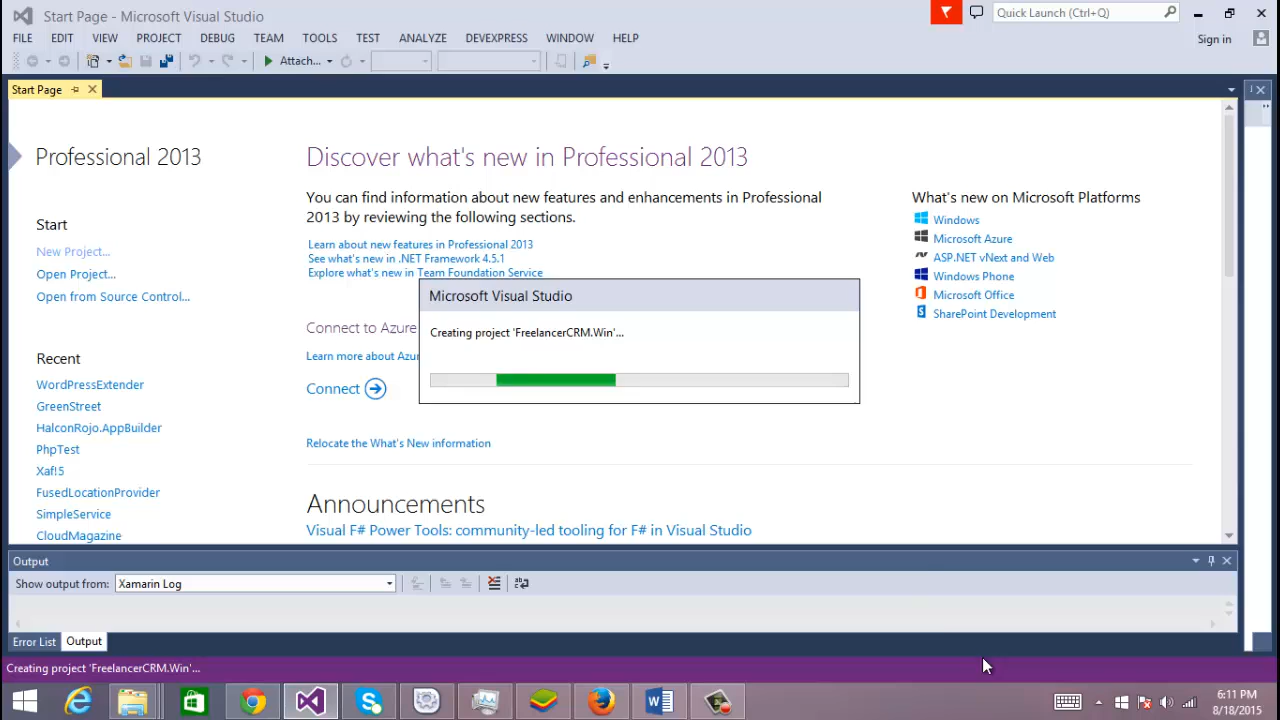 Start Page - Microsoft Visual Studio
Quick Launch (Ctrl+Q)
FILE EDIT VIEW PROJECT DEBUG TEAM TOOLS TEST ANALYZE DEVEXPRESS WINDOW HELP
Sign in
Attach...
Start Page
Professional 2013
Start
New Project...
Open Project...
Open from Source Control...
Recent
WordPressExtender
GreenStreet
HalconRojo.AppBuilder
PhpTest
Xaf!5
FusedLocationProvider
SimpleService
CloudMagazine
Discover what's new in Professional 2013
You can find information about new features and enhancements in Professional
2013 by reviewing the following sections.
Learn about new features in Professional 2013
See what's new in .NET Framework 4.5.1
Explore what's new in Team Foundation Service
Connect to Azure
Learn more about Azu
Connect
Relocate the What's New information
Announcements
Visual F# Power Tools: community-led tooling for F# in Visual Studio
What's new on Microsoft Platforms
Windows
Microsoft Azure
ASP.NET vNext and Web
Windows Phone
Microsoft Office
SharePoint Development
Microsoft Visual Studio
Creating project 'FreelancerCRM.Win'...
Output
Show output from: Xamarin Log
Error List Output
Creating project 'FreelancerCRM.Win'...
6:11 PM
8/18/2015